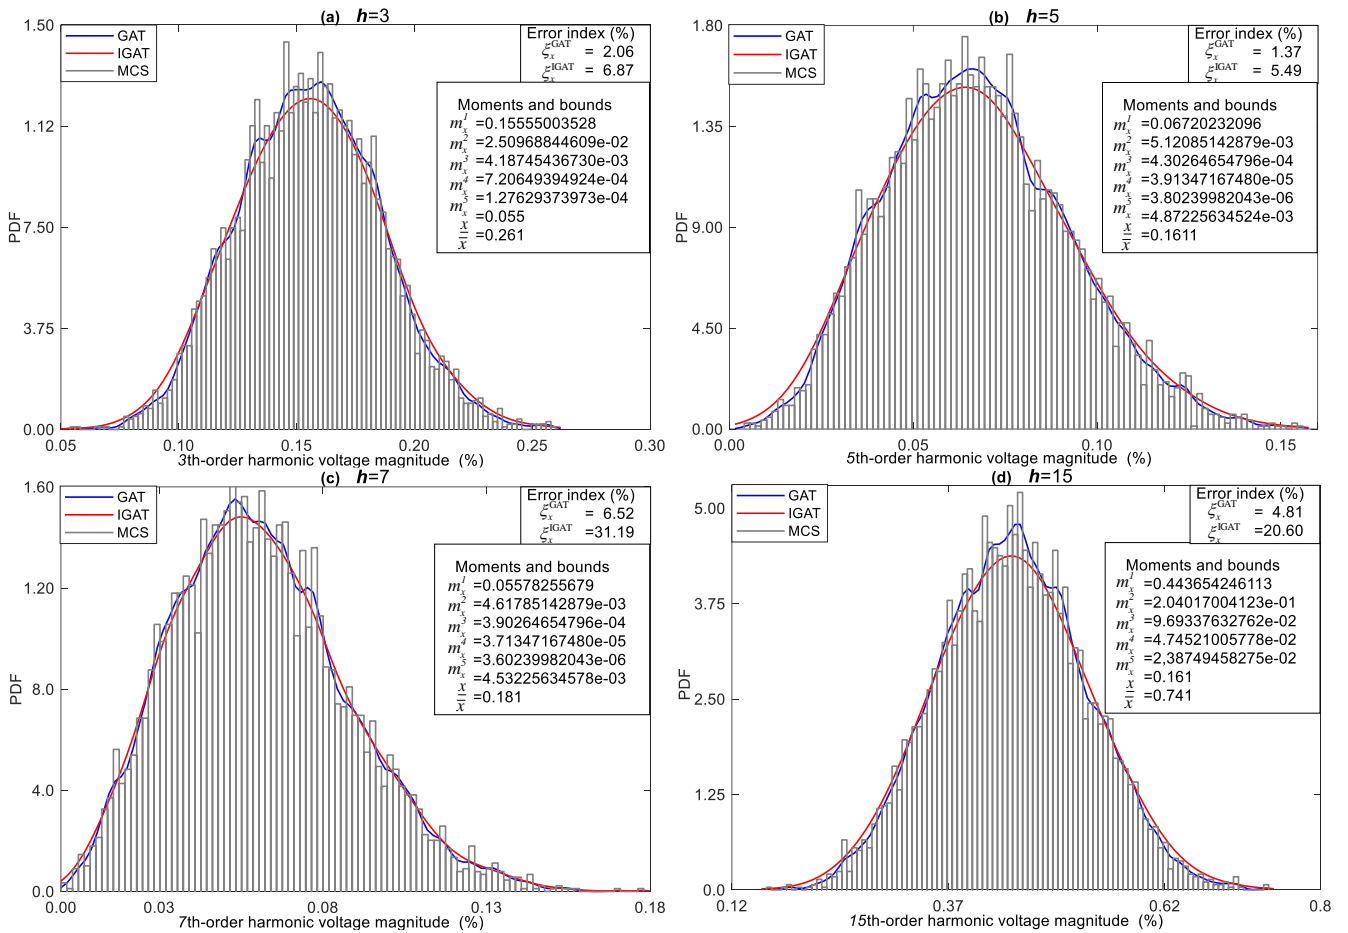 (a) h=3
1.50
1.12
7.50
3.75
0.00
PDF
GAT
IGAT
MCS
Error index (%)
ξₓᴳᴬᵀ = 2.06
ξₓᴵᴳᴬᵀ = 6.87
Moments and bounds
mₓ¹ =0.15555003528
mₓ² =2.50968844609e-02
mₓ³ =4.18745436730e-03
mₓ⁴ =7.20649394924e-04
mₓ⁵ =1.27629373973e-04
x =0.055
x̄ =0.261
0.05 0.10 0.15 0.20 0.25 0.30
3th-order harmonic voltage magnitude (%)
(b) h=5
1.80
1.35
9.00
4.50
0.00
PDF
GAT
IGAT
MCS
Error index (%)
ξₓᴳᴬᵀ = 1.37
ξₓᴵᴳᴬᵀ = 5.49
Moments and bounds
mₓ¹ =0.06720232096
mₓ² =5.12085142879e-03
mₓ³ =4.30264654796e-04
mₓ⁴ =3.91347167480e-05
mₓ⁵ =3.80239982043e-06
x =4.87225634524e-03
x̄ =0.1611
0.00 0.05 0.10 0.15
5th-order harmonic voltage magnitude (%)
(c) h=7
1.60
1.20
8.0
4.0
0.0
PDF
GAT
IGAT
MCS
Error index (%)
ξₓᴳᴬᵀ = 6.52
ξₓᴵᴳᴬᵀ =31.19
Moments and bounds
mₓ¹ =0.05578255679
mₓ² =4.61785142879e-03
mₓ³ =3.90264654796e-04
mₓ⁴ =3.71347167480e-05
mₓ⁵ =3.60239982043e-06
x =4.53225634578e-03
x̄ =0.181
0.00 0.03 0.08 0.13 0.18
7th-order harmonic voltage magnitude (%)
(d) h=15
5.00
3.75
2.50
1.25
0.0
PDF
GAT
IGAT
MCS
Error index (%)
ξₓᴳᴬᵀ = 4.81
ξₓᴵᴳᴬᵀ =20.60
Moments and bounds
mₓ¹ =0.443654246113
mₓ² =2.04017004123e-01
mₓ³ =9.69337632762e-02
mₓ⁴ =4.74521005778e-02
mₓ⁵ =2,38749458275e-02
x =0.161
x̄ =0.741
0.12 0.37 0.62 0.8
15th-order harmonic voltage magnitude (%)